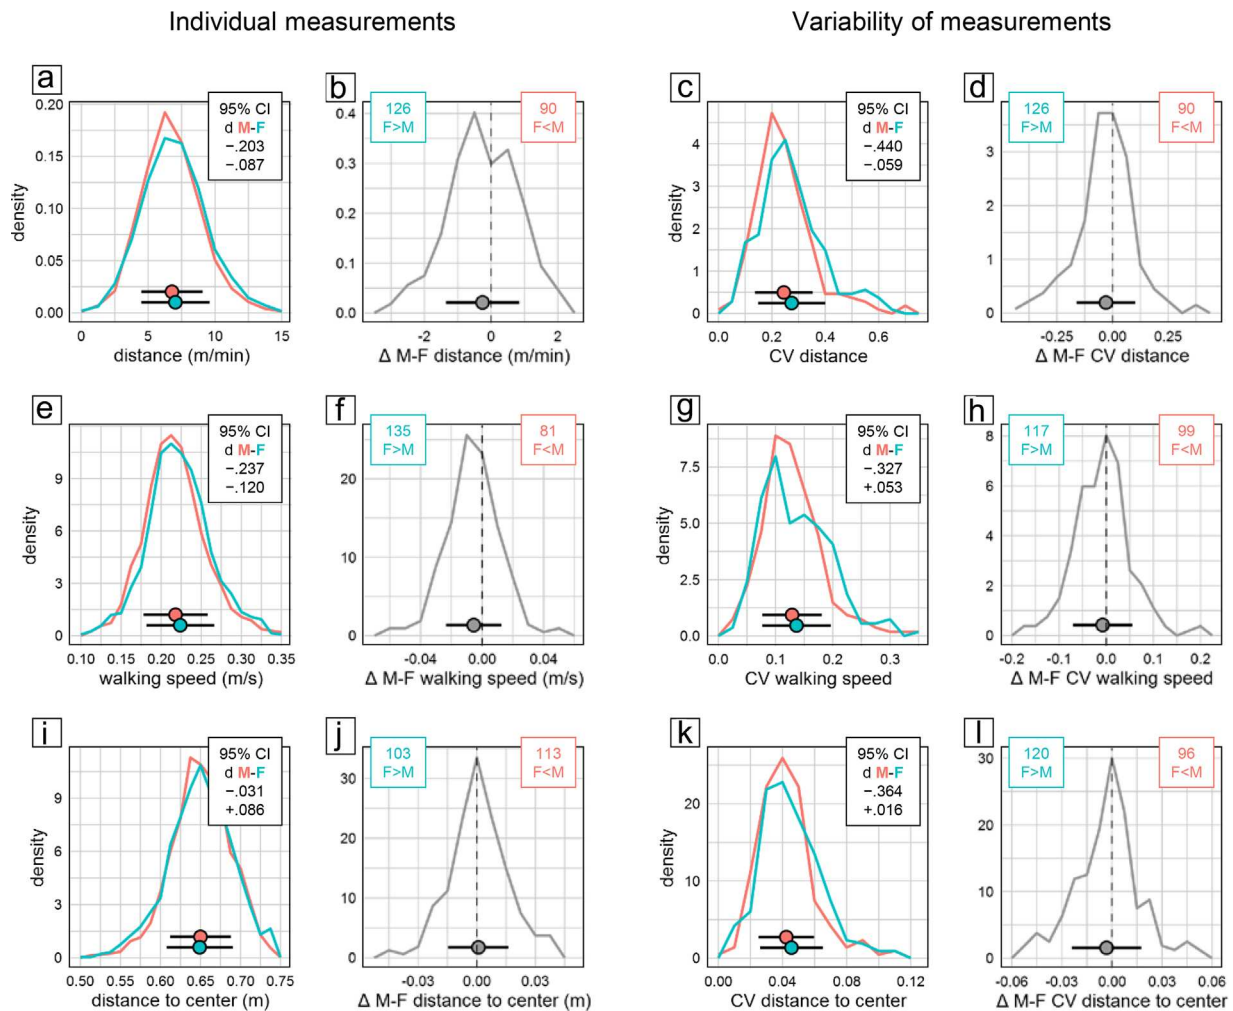 Individual measurements
Variability of measurements
a
0.20
0.15
0.10
0.05
0.00
density
0
5
10
15
distance (m/min)
95% CI
d M-F
−.203
−.087
b
126
F>M
90
F<M
0.4
0.3
0.2
0.1
0.0
-2
0
2
Δ M-F distance (m/min)
c
4
3
2
1
0
density
0.0
0.2
0.4
0.6
CV distance
95% CI
d M-F
−.440
−.059
d
126
F>M
90
F<M
3
2
1
0
-0.25
0.00
0.25
Δ M-F CV distance
e
9
6
3
0
density
0.10
0.15
0.20
0.25
0.30
0.35
walking speed (m/s)
95% CI
d M-F
−.237
−.120
f
135
F>M
81
F<M
20
10
0
-0.04
0.00
0.04
Δ M-F walking speed (m/s)
g
7.5
5.0
2.5
0.0
density
0.0
0.1
0.2
0.3
CV walking speed
95% CI
d M-F
−.327
+.053
h
117
F>M
99
F<M
8
6
4
2
0
-0.2
-0.1
0.0
0.1
0.2
Δ M-F CV walking speed
i
9
6
3
0
density
0.50
0.55
0.60
0.65
0.70
0.75
distance to center (m)
95% CI
d M-F
−.031
+.086
j
103
F>M
113
F<M
30
20
10
0
-0.03
0.00
0.03
Δ M-F distance to center (m)
k
20
10
0
density
0.00
0.04
0.08
0.12
CV distance to center
95% CI
d M-F
−.364
+.016
l
120
F>M
96
F<M
30
20
10
0
-0.06
-0.03
0.00
0.03
0.06
Δ M-F CV distance to center